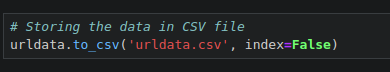 # Storing the data in CSV file
urldata.to_csv('urldata.csv', index=False)